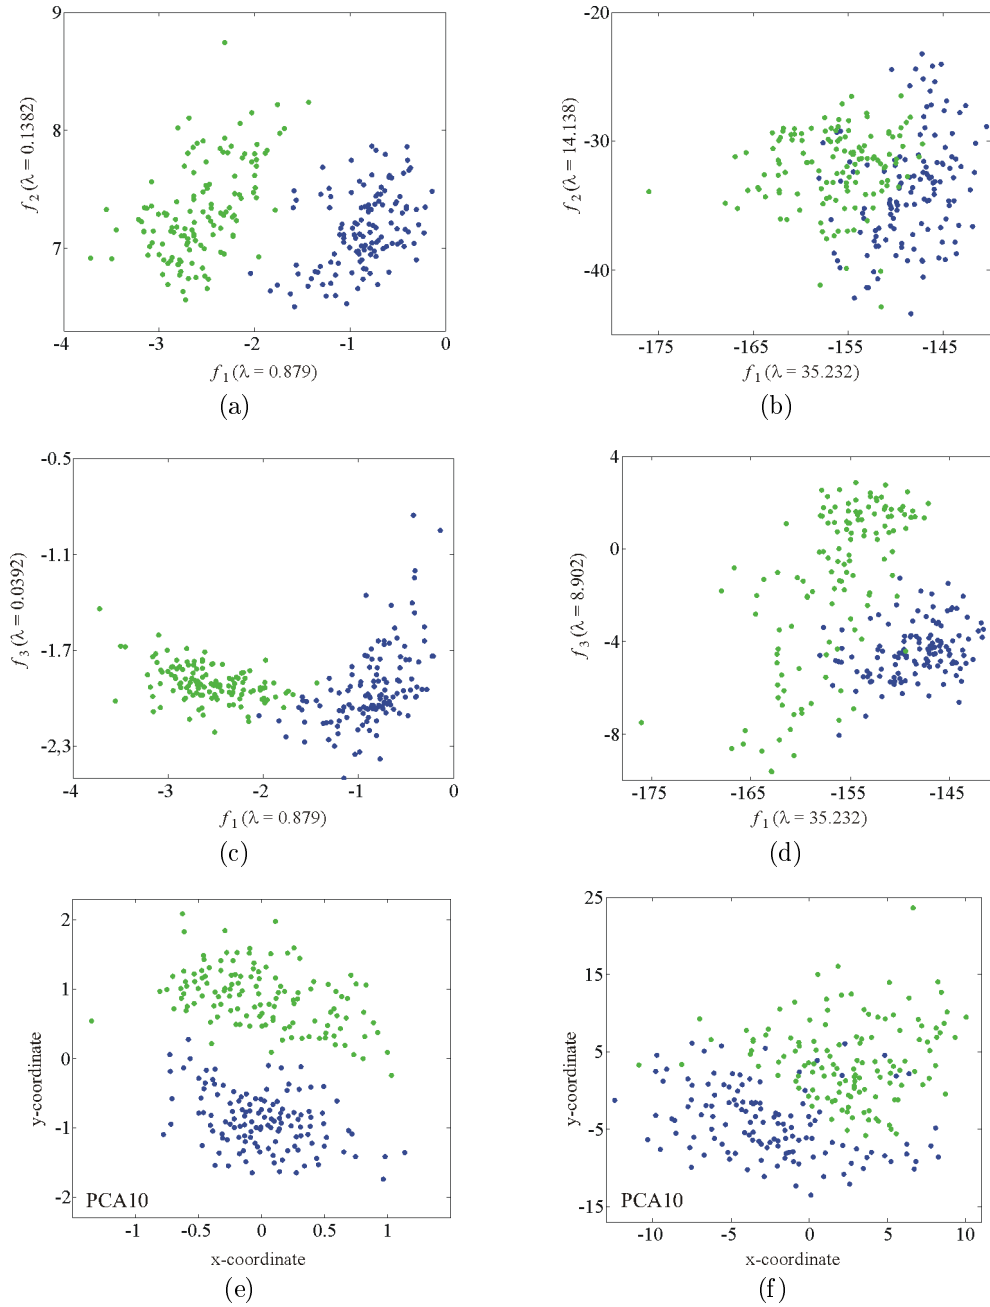 9
8
7
-4 -3 -2 -1 0
f2 (λ = 0.1382)
f1 (λ = 0.879)
(a)
-20
-30
-40
-175 -165 -155 -145
f2 (λ = 14.138)
f1 (λ = 35.232)
(b)
-0.5
-1.1
-1.7
-2,3
-4 -3 -2 -1 0
f3 (λ = 0.0392)
f1 (λ = 0.879)
(c)
4
0
-4
-8
-175 -165 -155 -145
f3 (λ = 8.902)
f1 (λ = 35.232)
(d)
2
1
0
-1
-2
-1 -0.5 0 0.5 1
y-coordinate
PCA10
x-coordinate
(e)
25
15
5
-5
-15
-10 -5 0 5 10
y-coordinate
PCA10
x-coordinate
(f)